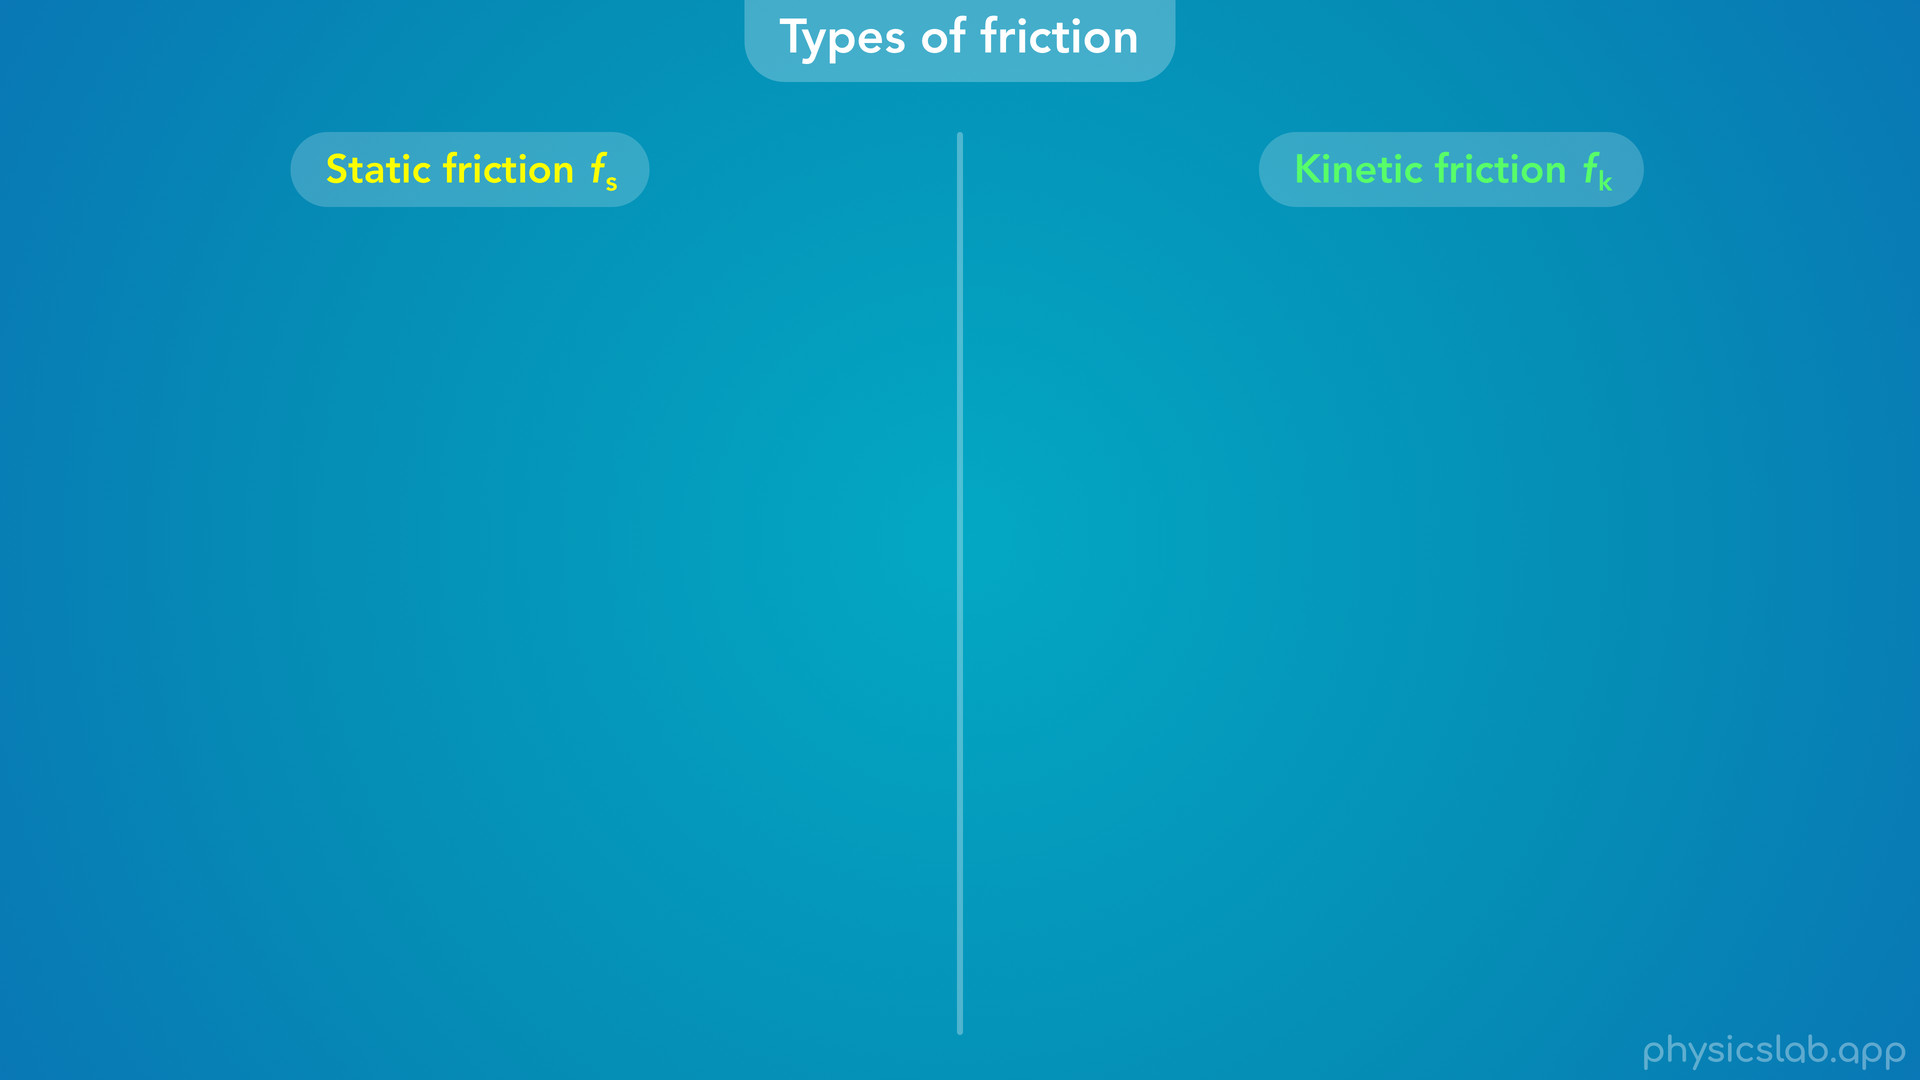 Types of friction
Static friction fs
Kinetic friction fk
physicslab.app